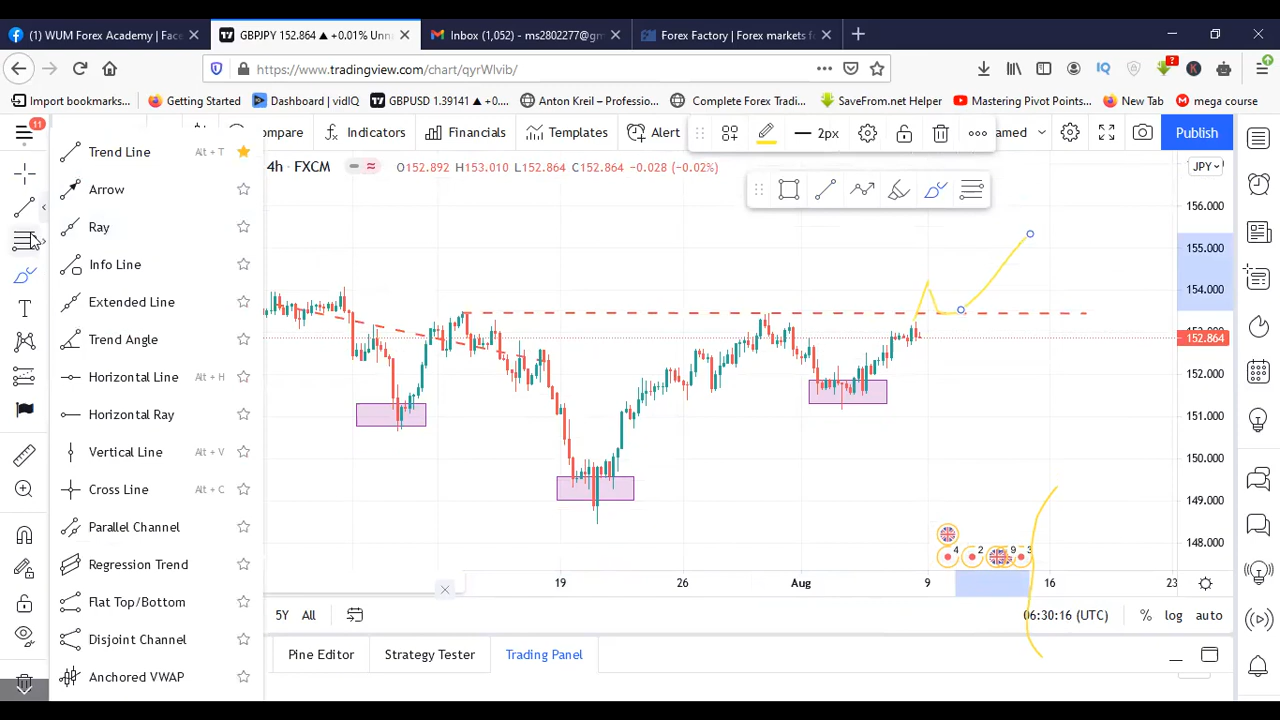 (1) WUM Forex Academy | Face
GBPJPY 152.864 ▲ +0.01% Unna
Inbox (1,052) - ms2802277@gm
Forex Factory | Forex markets f
https://www.tradingview.com/chart/qyrWlvib/
Import bookmarks...
Getting Started
Dashboard | vidIQ
GBPUSD 1.39141 ▲ +0....
Anton Kreil – Professio...
Complete Forex Tradi...
SaveFrom.net Helper
Mastering Pivot Points...
New Tab
mega course
11
ompare
Indicators
Financials
Templates
Alert
2px
amed
Publish
4h · FXCM
O152.892 H153.010 L152.864 C152.864 −0.028 (−0.02%)
JPY
Trend Line Alt + T
Arrow
Ray
Info Line
Extended Line
Trend Angle
Horizontal Line Alt + H
Horizontal Ray
Vertical Line Alt + V
Cross Line Alt + C
Parallel Channel
Regression Trend
Flat Top/Bottom
Disjoint Channel
Anchored VWAP
156.000
155.000
154.000
152.864
152.000
151.000
150.000
149.000
148.000
4 2 9 3
19 26 Aug 9 16 23
5Y All
06:30:16 (UTC) % log auto
Pine Editor Strategy Tester Trading Panel